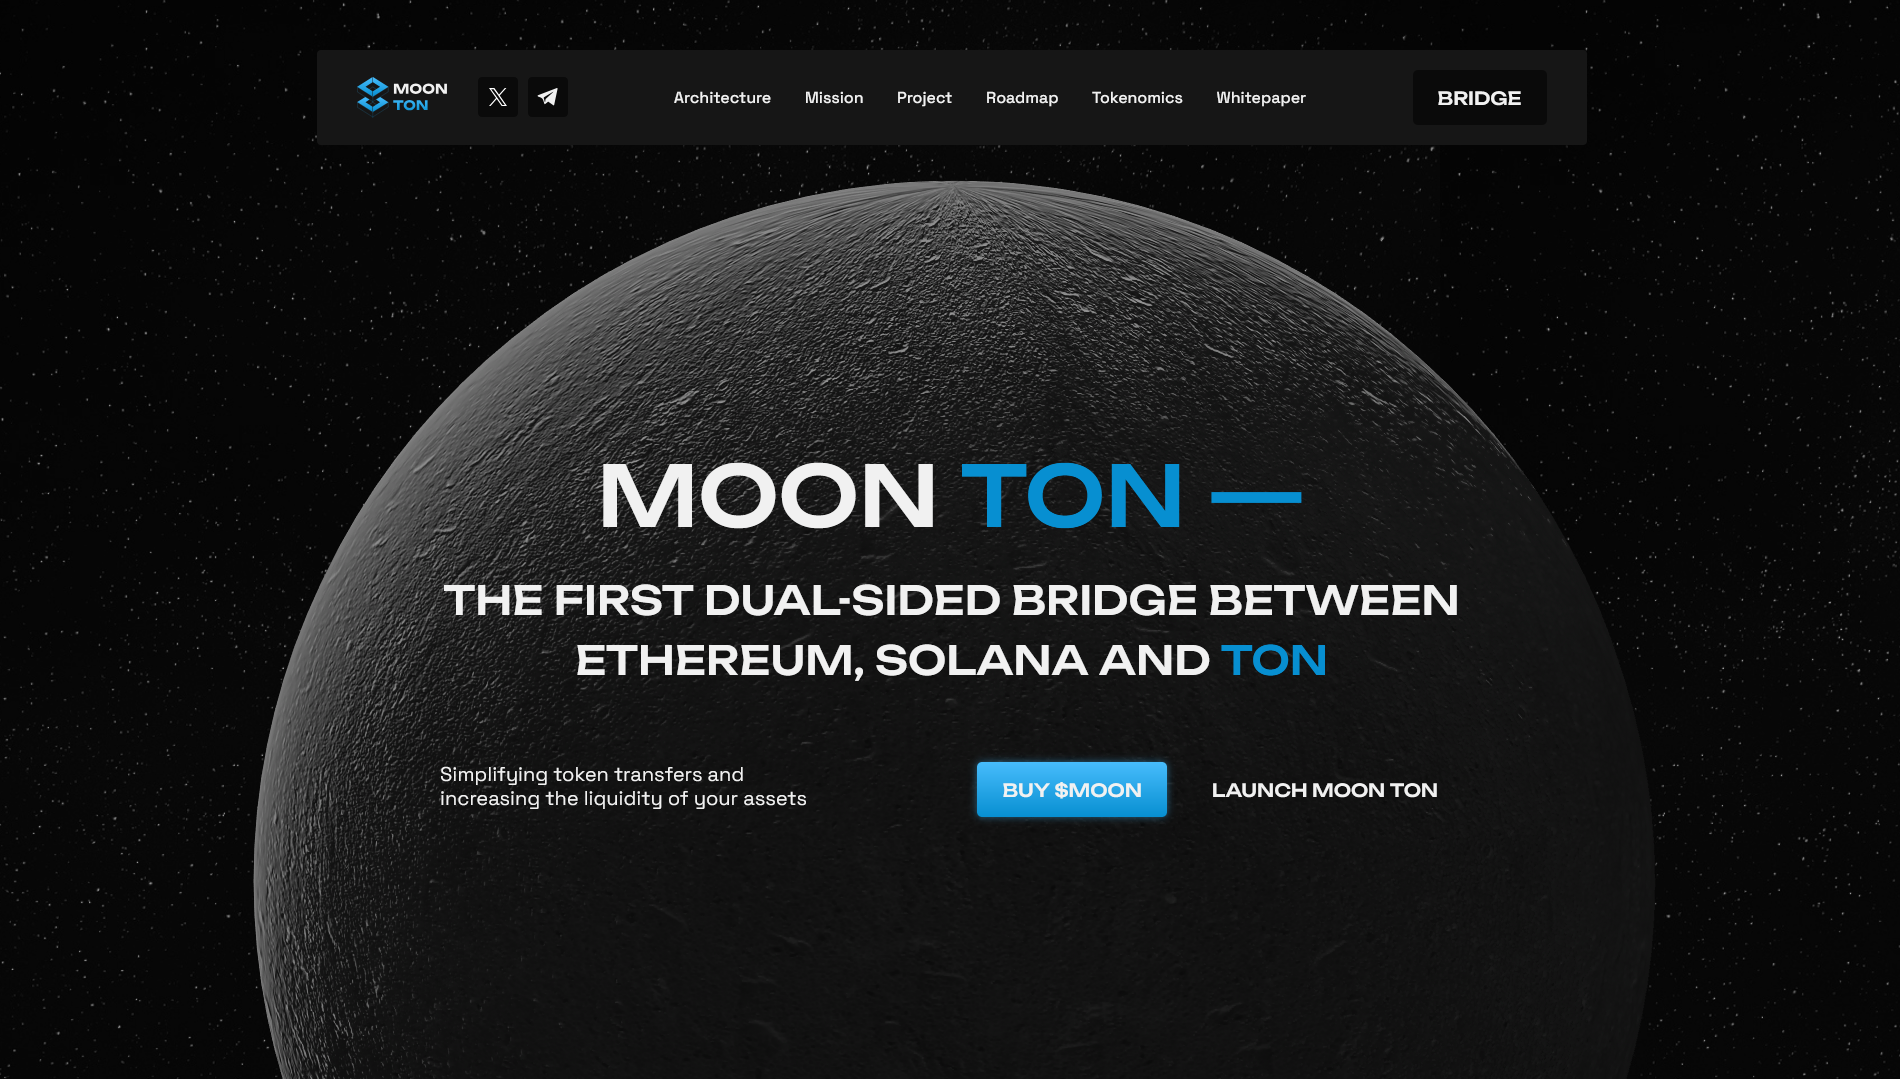 MOON
TON
Architecture
Mission
Project
Roadmap
Tokenomics
Whitepaper
BRIDGE
MOON TON —
THE FIRST DUAL-SIDED BRIDGE BETWEEN
ETHEREUM, SOLANA AND TON
Simplifying token transfers and
increasing the liquidity of your assets
BUY $MOON
LAUNCH MOON TON